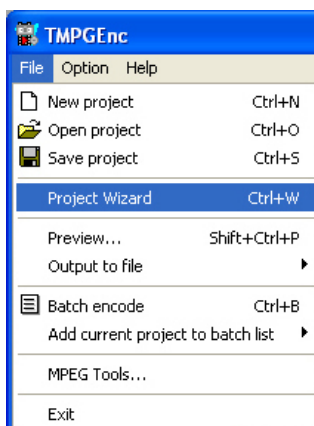 TMPGEnc
File Option Help
New project Ctrl+N
Open project Ctrl+O
Save project Ctrl+S
Project Wizard Ctrl+W
Preview... Shift+Ctrl+P
Output to file
Batch encode Ctrl+B
Add current project to batch list
MPEG Tools...
Exit